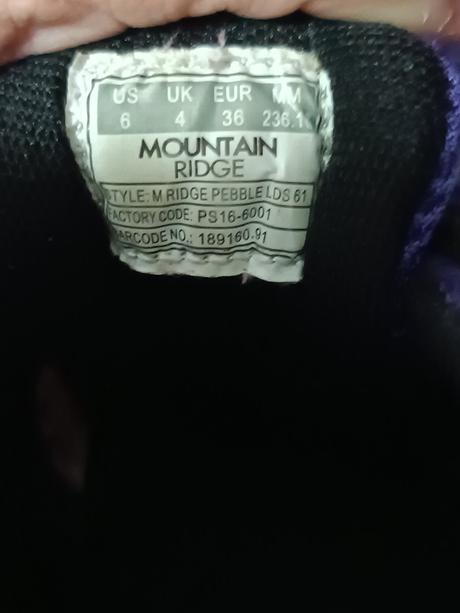 US UK EUR MM
6 4 36 236.1
MOUNTAIN
RIDGE
STYLE: M RIDGE PEBBLE LDS 61
FACTORY CODE: PS16-6001
BARCODE NO.: 189160.91